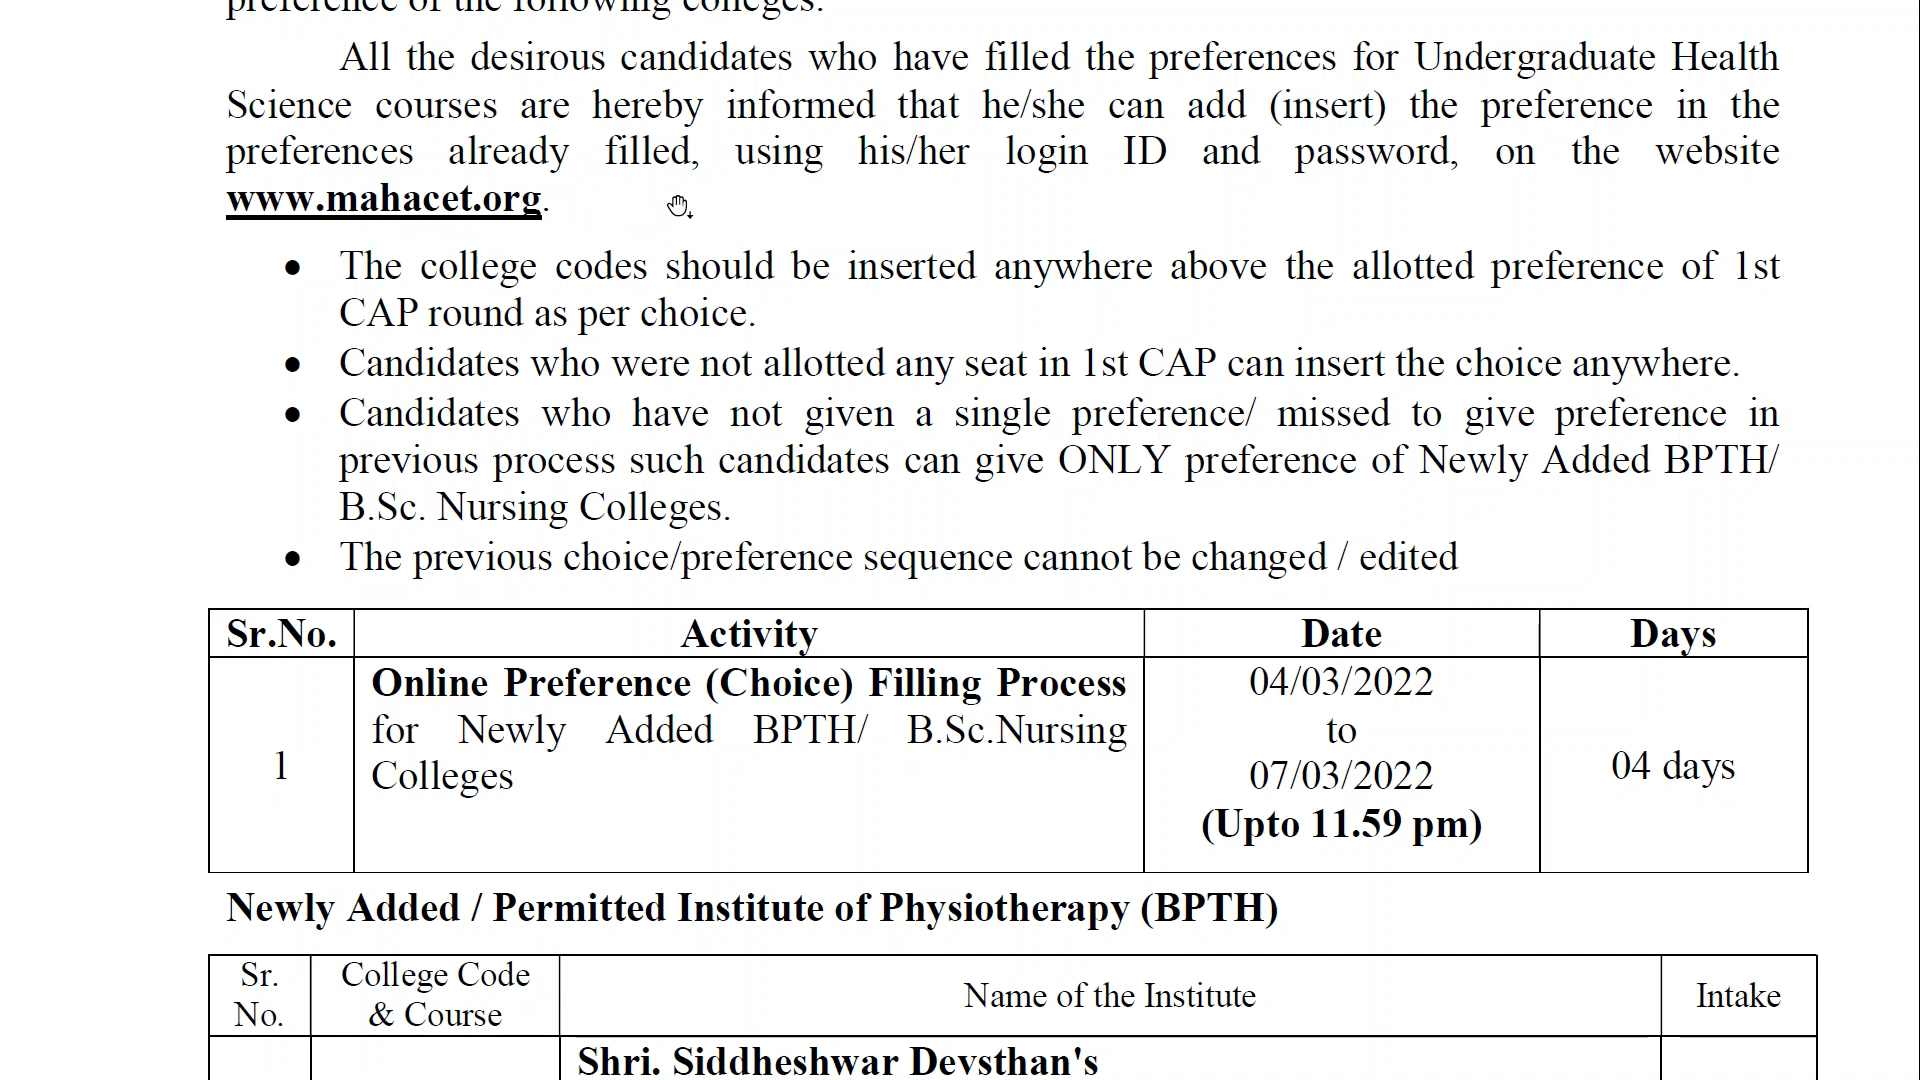 preference of the following colleges.
All the desirous candidates who have filled the preferences for Undergraduate Health
Science courses are hereby informed that he/she can add (insert) the preference in the
preferences already filled, using his/her login ID and password, on the website
www.mahacet.org.
• The college codes should be inserted anywhere above the allotted preference of 1st
CAP round as per choice.
• Candidates who were not allotted any seat in 1st CAP can insert the choice anywhere.
• Candidates who have not given a single preference/ missed to give preference in
previous process such candidates can give ONLY preference of Newly Added BPTH/
B.Sc. Nursing Colleges.
• The previous choice/preference sequence cannot be changed / edited
Sr.No. Activity Date Days
1
Online Preference (Choice) Filling Process
for Newly Added BPTH/ B.Sc.Nursing
Colleges
04/03/2022
to
07/03/2022
(Upto 11.59 pm)
04 days
Newly Added / Permitted Institute of Physiotherapy (BPTH)
Sr.
No.
College Code
& Course
Name of the Institute
Intake
Shri. Siddheshwar Devsthan's